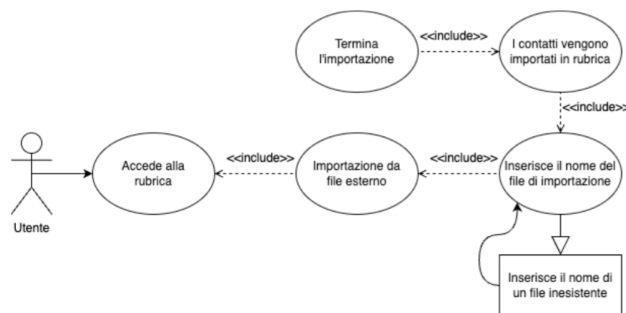 Termina
l'importazione
<<include>>
I contatti vengono
importati in rubrica
<<include>>
Utente
Accede alla
rubrica
<<include>>
Importazione da
file esterno
<<include>>
Inserisce il nome del
file di importazione
Inserisce il nome di
un file inesistente